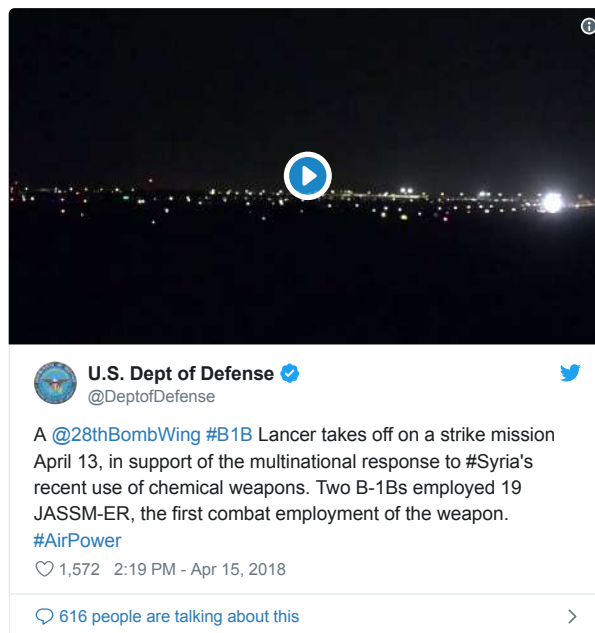 U.S. Dept of Defense
@DeptofDefense
A @28thBombWing #B1B Lancer takes off on a strike mission
April 13, in support of the multinational response to #Syria's
recent use of chemical weapons. Two B-1Bs employed 19
JASSM-ER, the first combat employment of the weapon.
#AirPower
1,572 2:19 PM - Apr 15, 2018
616 people are talking about this